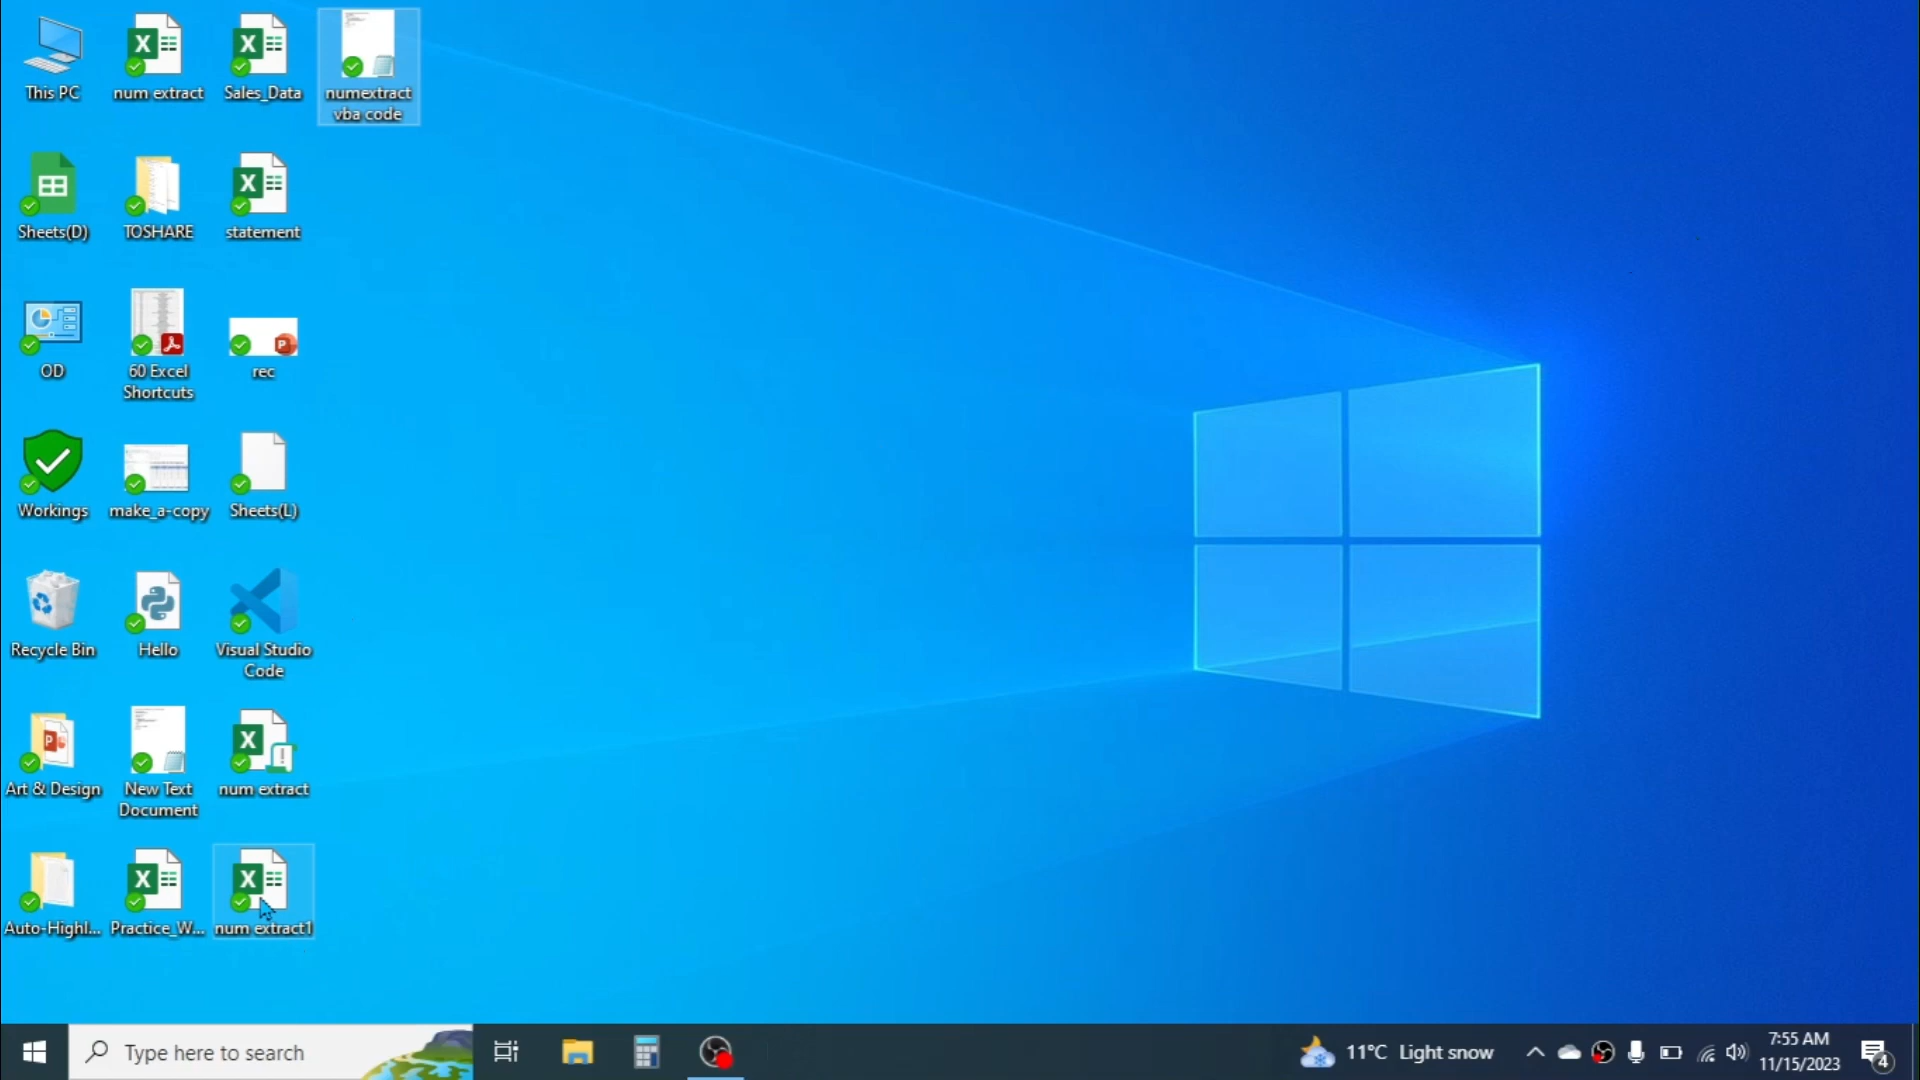 This PC
num extract
Sales_Data
numextract
vba code
Sheets(D)
TOSHARE
statement
OD
60 Excel
Shortcuts
rec
Workings
make_a-copy
Sheets(L)
Recycle Bin
Hello
Visual Studio
Code
Art & Design
New Text
Document
num extract
Auto-Highl...
Practice_W...
num extract1
Type here to search
11°C Light snow
7:55 AM
11/15/2023
4